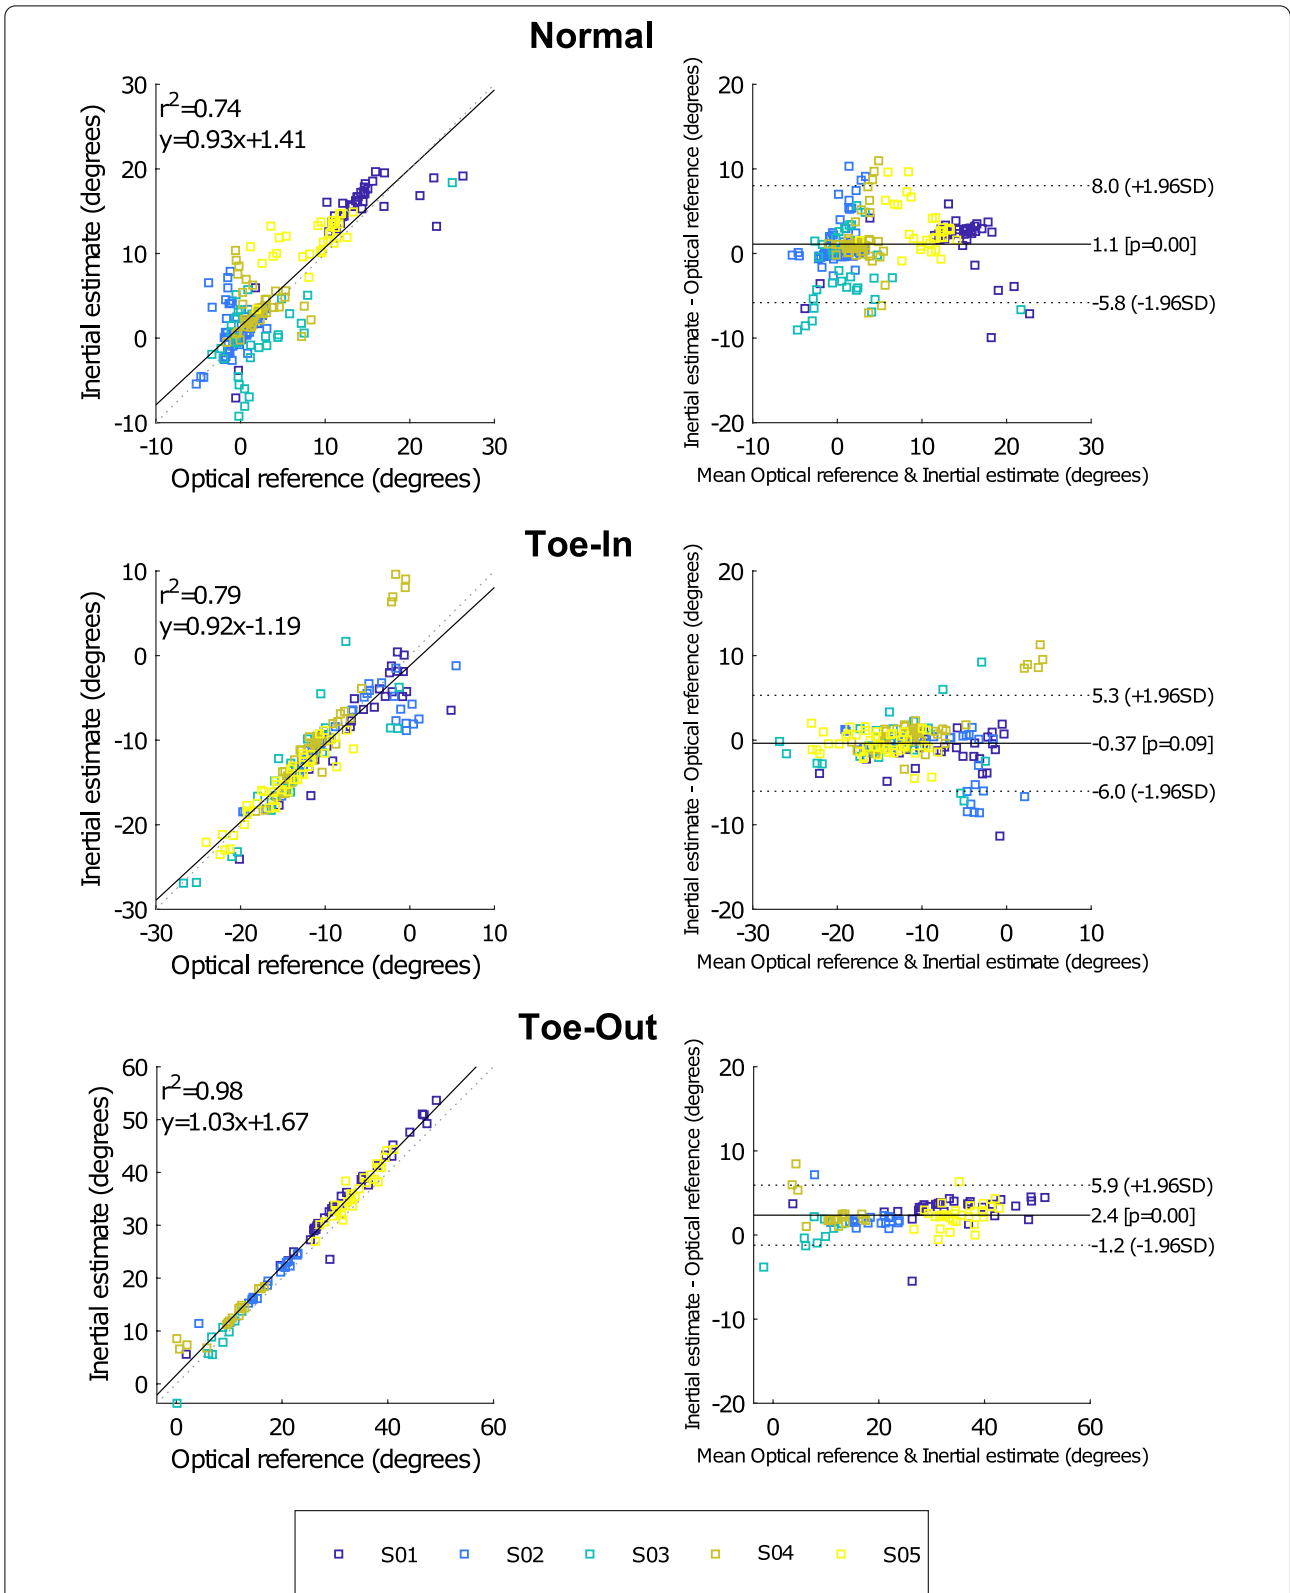 Normal
r²=0.74
y=0.93x+1.41
Inertial estimate (degrees)
30
20
10
0
-10
-10 0 10 20 30
Optical reference (degrees)
Inertial estimate - Optical reference (degrees)
20
10
0
-10
20
8.0 (+1.96SD)
1.1 [p=0.00]
-5.8 (-1.96SD)
-10 0 10 20 30
Mean Optical reference & Inertial estimate (degrees)
Toe-In
r²=0.79
y=0.92x-1.19
Inertial estimate (degrees)
10
0
-10
-20
-30
-30 -20 -10 0 10
Optical reference (degrees)
Inertial estimate - Optical reference (degrees)
20
10
0
-10
-20
5.3 (+1.96SD)
-0.37 [p=0.09]
-6.0 (-1.96SD)
-30 -20 -10 0 10
Mean Optical reference & Inertial estimate (degrees)
Toe-Out
r²=0.98
y=1.03x+1.67
Inertial estimate (degrees)
60
50
40
30
20
10
0
0 20 40 60
Optical reference (degrees)
Inertial estimate - Optical reference (degrees)
20
10
0
-10
-20
5.9 (+1.96SD)
2.4 [p=0.00]
-1.2 (-1.96SD)
0 20 40 60
Mean Optical reference & Inertial estimate (degrees)
S01 S02 S03 S04 S05